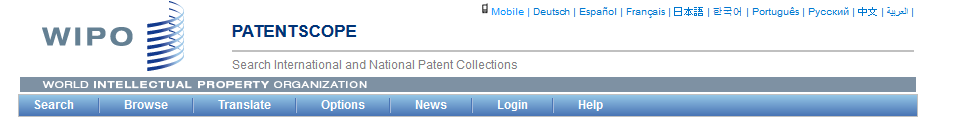 Mobile | Deutsch | Español | Français | 日本語 | 한국어 | Português | Русский | 中文 | العربية |
WIPO
PATENTSCOPE
Search International and National Patent Collections
WORLD INTELLECTUAL PROPERTY ORGANIZATION
Search Browse Translate Options News Login Help